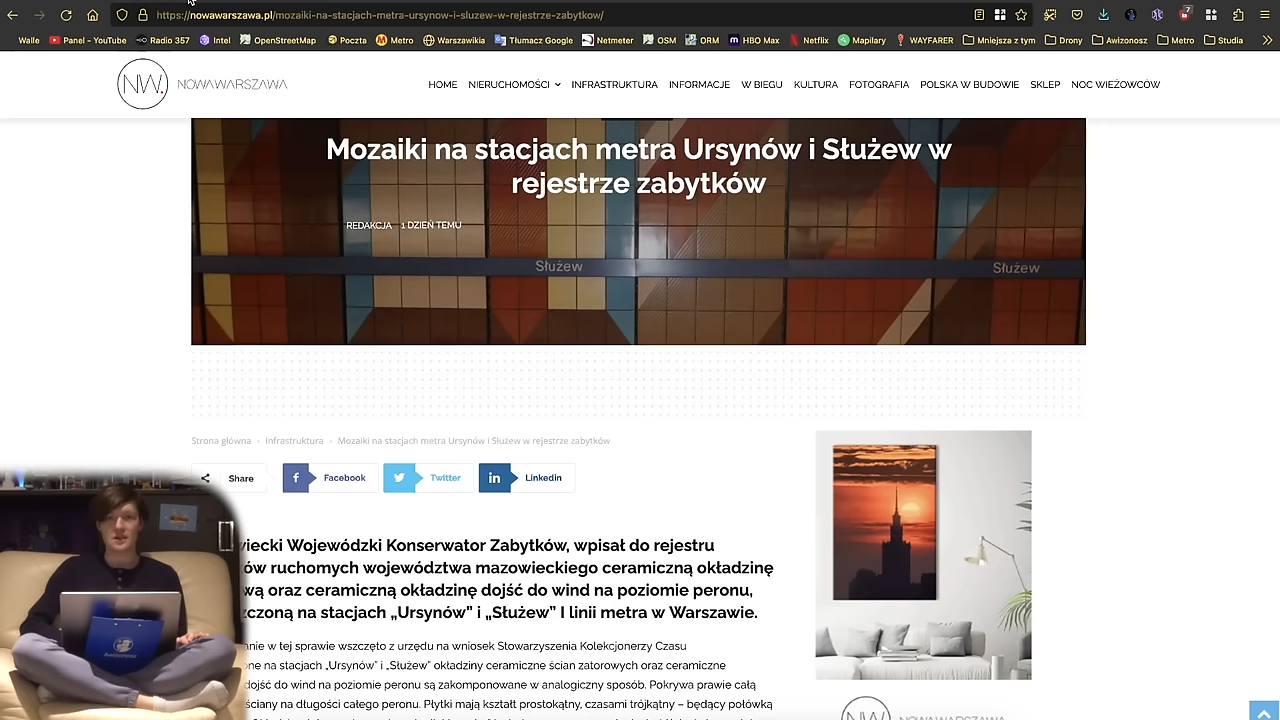 https://nowawarszawa.pl/mozaiki-na-stacjach-metra-ursynow-i-sluzew-w-rejestrze-zabytkow/
7
Walle Panel - YouTube Radio 357 Intel OpenStreetMap Poczta Metro Warszawikia Tłumacz Google Netmeter OSM ORM HBO Max Netflix Mapilary WAYFARER Mniejsza z tym Drony Awizonosz Metro Studia
NW. NOWAWARSZAWA HOME NIERUCHOMOŚCI INFRASTRUKTURA INFORMACJE W BIEGU KULTURA FOTOGRAFIA POLSKA W BUDOWIE SKLEP NOC WIEŻOWCÓW
Mozaiki na stacjach metra Ursynów i Służew w
rejestrze zabytków
REDAKCJA 1 DZIEŃ TEMU
Służew Służew
Strona główna › Infrastruktura › Mozaiki na stacjach metra Ursynów i Służew w rejestrze zabytków
Share Facebook Twitter Linkedin
wiecki Wojewódzki Konserwator Zabytków, wpisał do rejestru
ów ruchomych województwa mazowieckiego ceramiczną okładzinę
wą oraz ceramiczną okładzinę dojść do wind na poziomie peronu,
zczoną na stacjach „Ursynów” i „Służew” I linii metra w Warszawie.
anie w tej sprawie wszczęto z urzędu na wniosek Stowarzyszenia Kolekcjonerzy Czasu
one na stacjach „Ursynów” i „Służew” okładziny ceramiczne ścian zatorowych oraz ceramiczne
dojść do wind na poziomie peronu są zakomponowane w analogiczny sposób. Pokrywa prawie całą
ściany na długości całego peronu. Płytki mają kształt prostokątny, czasami trójkątny – będący połówką
NW NOWAWARSZAWA